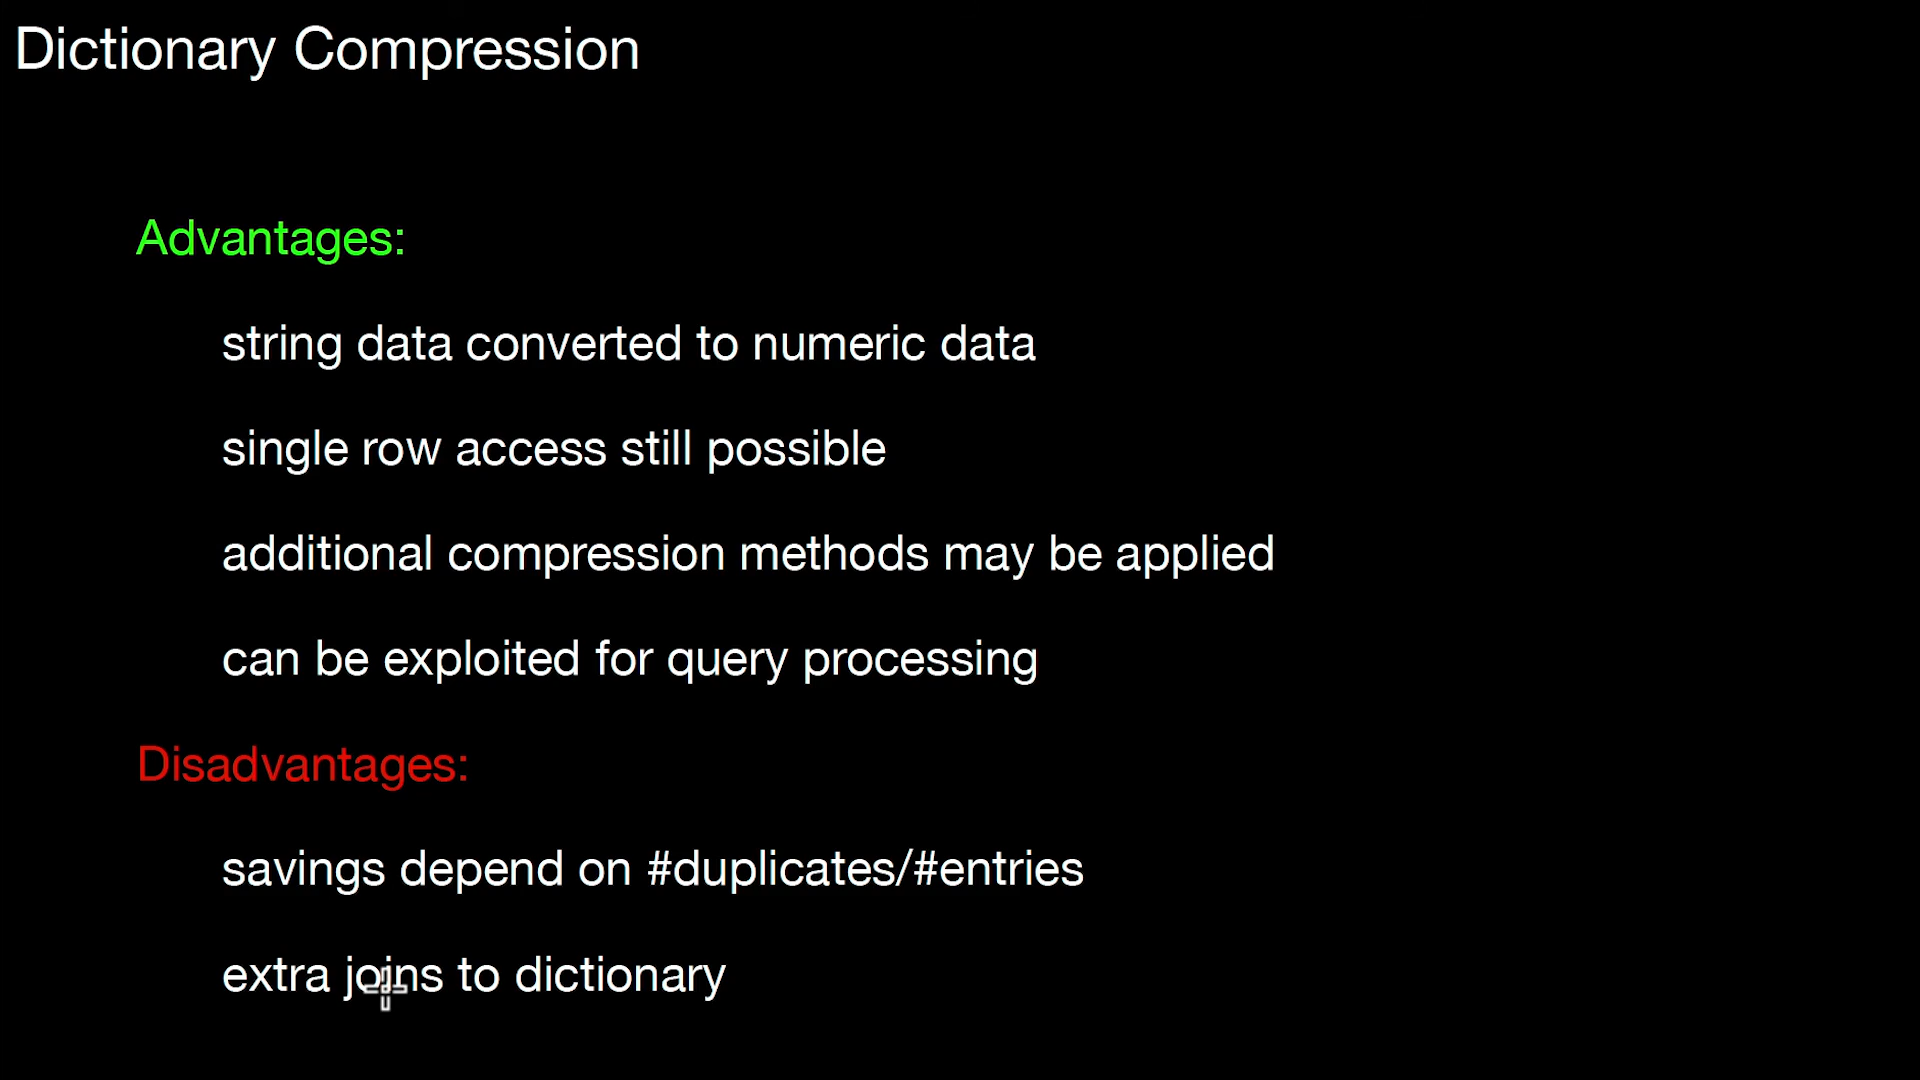 Dictionary Compression
Advantages:
string data converted to numeric data
single row access still possible
additional compression methods may be applied
can be exploited for query processing
Disadvantages:
savings depend on #duplicates/#entries
extra joins to dictionary